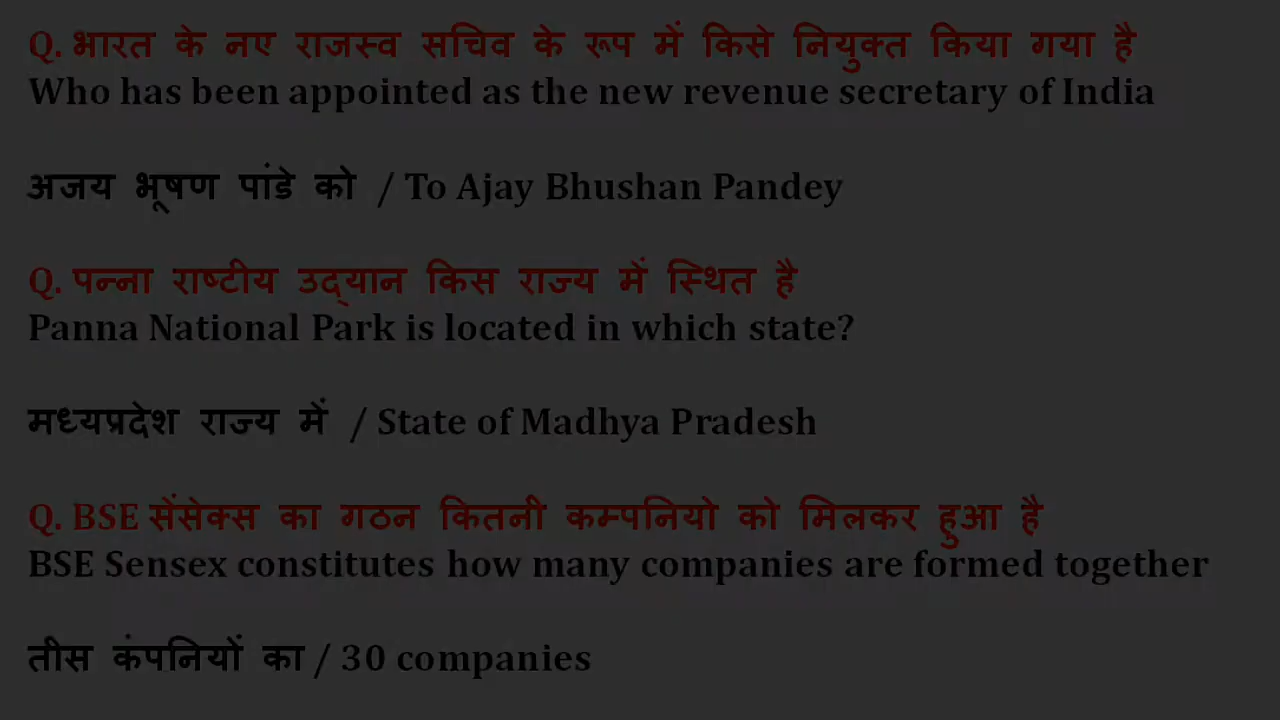 Q. भारत के नए राजस्व सचिव के रूप में किसे नियुक्त किया गया है
Who has been appointed as the new revenue secretary of India
अजय भूषण पांडे को / To Ajay Bhushan Pandey
Q. पन्ना राष्टीय उद्यान किस राज्य में स्थित है
Panna National Park is located in which state?
मध्यप्रदेश राज्य में / State of Madhya Pradesh
Q. BSE सेंसेक्स का गठन कितनी कम्पनियो को मिलकर हुआ है
BSE Sensex constitutes how many companies are formed together
तीस कंपनियों का / 30 companies